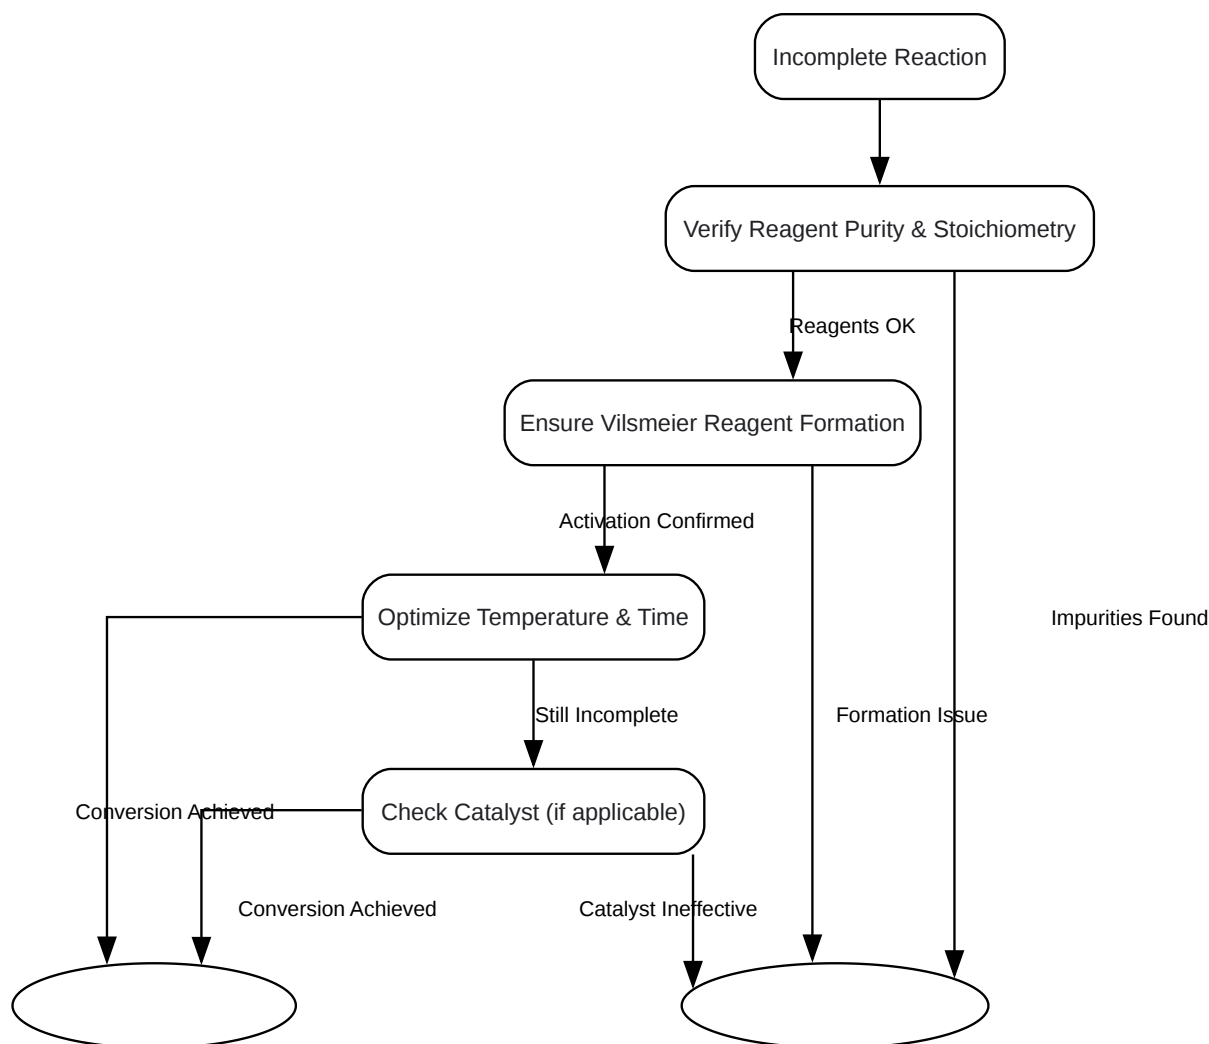 Incomplete Reaction
Verify Reagent Purity & Stoichiometry
Reagents OK
Ensure Vilsmeier Reagent Formation
Activation Confirmed
Optimize Temperature & Time
Impurities Found
Still Incomplete
Formation Issue
Conversion Achieved
Check Catalyst (if applicable)
Conversion Achieved
Catalyst Ineffective